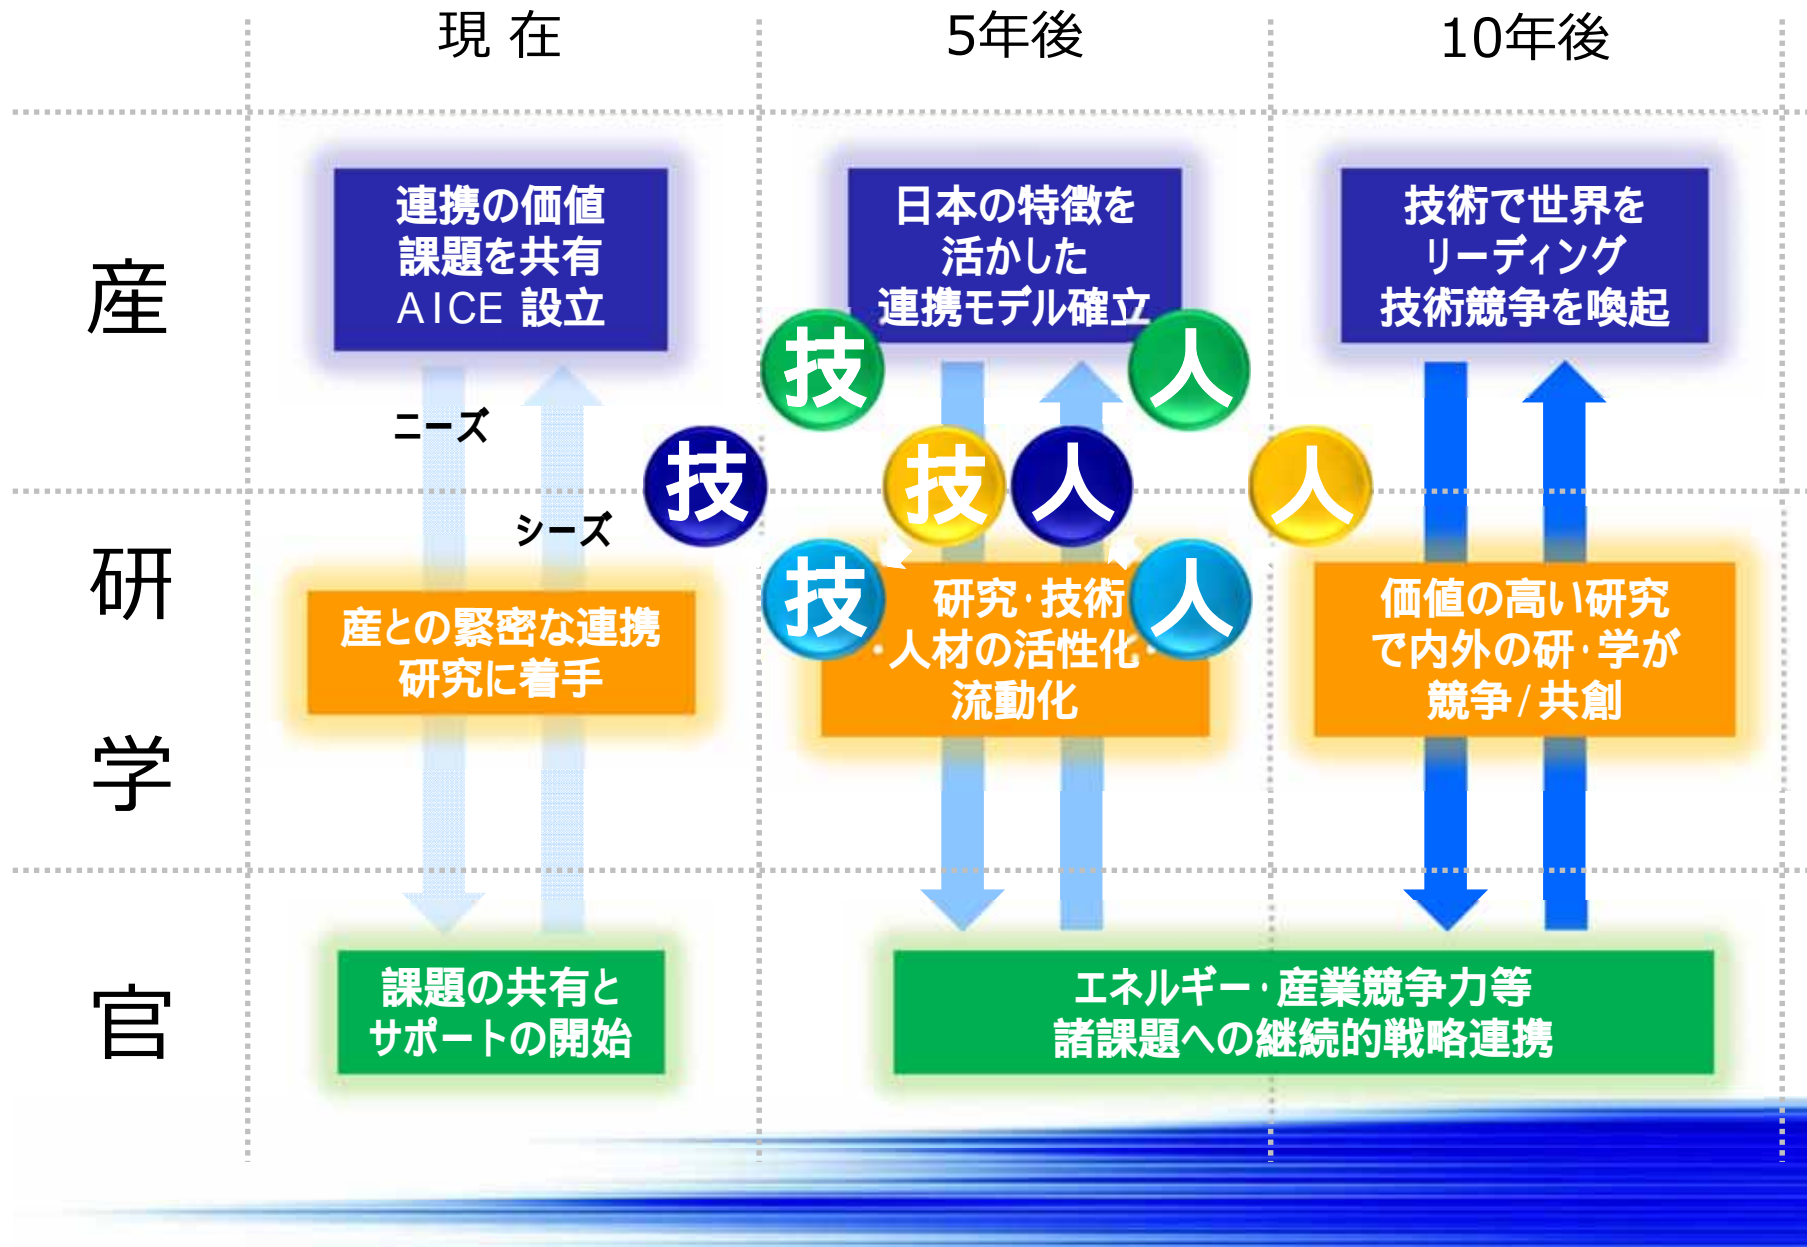 現 在
5年後
10年後
産
連携の価値
課題を共有
AICE 設立
日本の特徴を
活かした
連携モデル確立
技術で世界を
リーディング
技術競争を喚起
技
人
ニーズ
技
技
人
人
シーズ
研
学
産との緊密な連携
研究に着手
技
人
研究・技術
・人材の活性化・
流動化
価値の高い研究
で内外の研・学が
競争/共創
官
課題の共有と
サポートの開始
エネルギー・産業競争力等
諸課題への継続的戦略連携